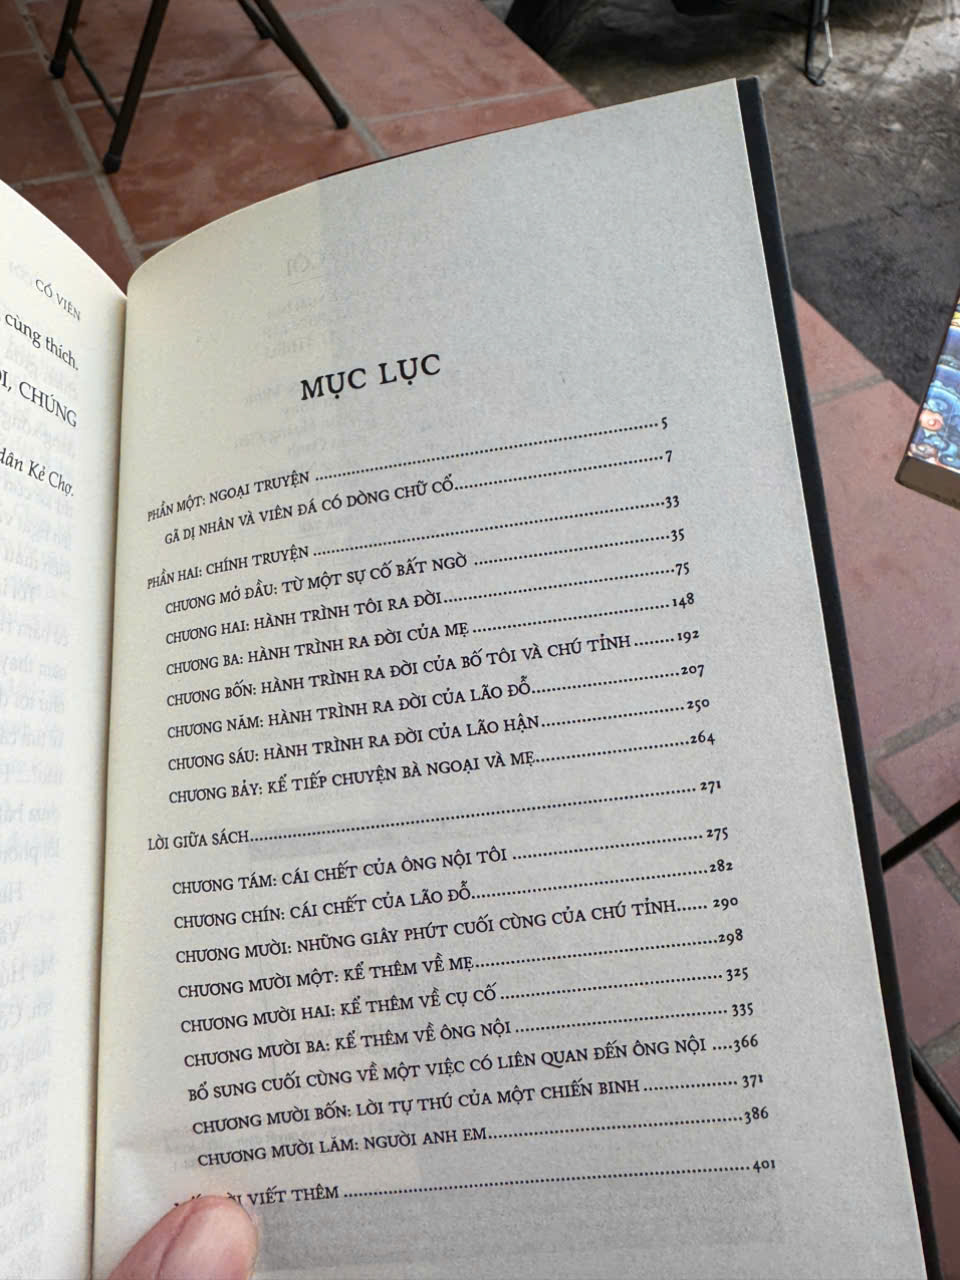 CỐ VIÊN
cùng thích.
CHÚNG
dân Kẻ Chợ.
MỤC LỤC
PHẦN MỘT: NGOẠI TRUYỆN ........ 5
GÃ DỊ NHÂN VÀ VIÊN ĐÁ CÓ DÒNG CHỮ CỔ........ 7
PHẦN HAI: CHÍNH TRUYỆN ........ 33
CHƯƠNG MỞ ĐẦU: TỪ MỘT SỰ CỐ BẤT NGỜ ........ 35
CHƯƠNG HAI: HÀNH TRÌNH TÔI RA ĐỜI........ 75
CHƯƠNG BA: HÀNH TRÌNH RA ĐỜI CỦA MẸ ........ 148
CHƯƠNG BỐN: HÀNH TRÌNH RA ĐỜI CỦA BỐ TÔI VÀ CHÚ TỈNH ........ 192
CHƯƠNG NĂM: HÀNH TRÌNH RA ĐỜI CỦA LÃO ĐỖ........ 207
CHƯƠNG SÁU: HÀNH TRÌNH RA ĐỜI CỦA LÃO HẬN........ 250
CHƯƠNG BẢY: KỂ TIẾP CHUYỆN BÀ NGOẠI VÀ MẸ........ 264
LỜI GIỮA SÁCH........ 271
CHƯƠNG TÁM: CÁI CHẾT CỦA ÔNG NỘI TÔI ........ 275
CHƯƠNG CHÍN: CÁI CHẾT CỦA LÃO ĐỖ........ 282
CHƯƠNG MƯỜI: NHỮNG GIÂY PHÚT CUỐI CÙNG CỦA CHÚ TỈNH...... 290
CHƯƠNG MƯỜI MỘT: KỂ THÊM VỀ MẸ........ 298
CHƯƠNG MƯỜI HAI: KỂ THÊM VỀ CỤ CỐ ........ 325
CHƯƠNG MƯỜI BA: KỂ THÊM VỀ ÔNG NỘI ........ 335
BỔ SUNG CUỐI CÙNG VỀ MỘT VIỆC CÓ LIÊN QUAN ĐẾN ÔNG NỘI ....366
CHƯƠNG MƯỜI BỐN: LỜI TỰ THÚ CỦA MỘT CHIẾN BINH ........ 371
CHƯƠNG MƯỜI LĂM: NGƯỜI ANH EM........ 386
VIẾT THÊM ........ 401